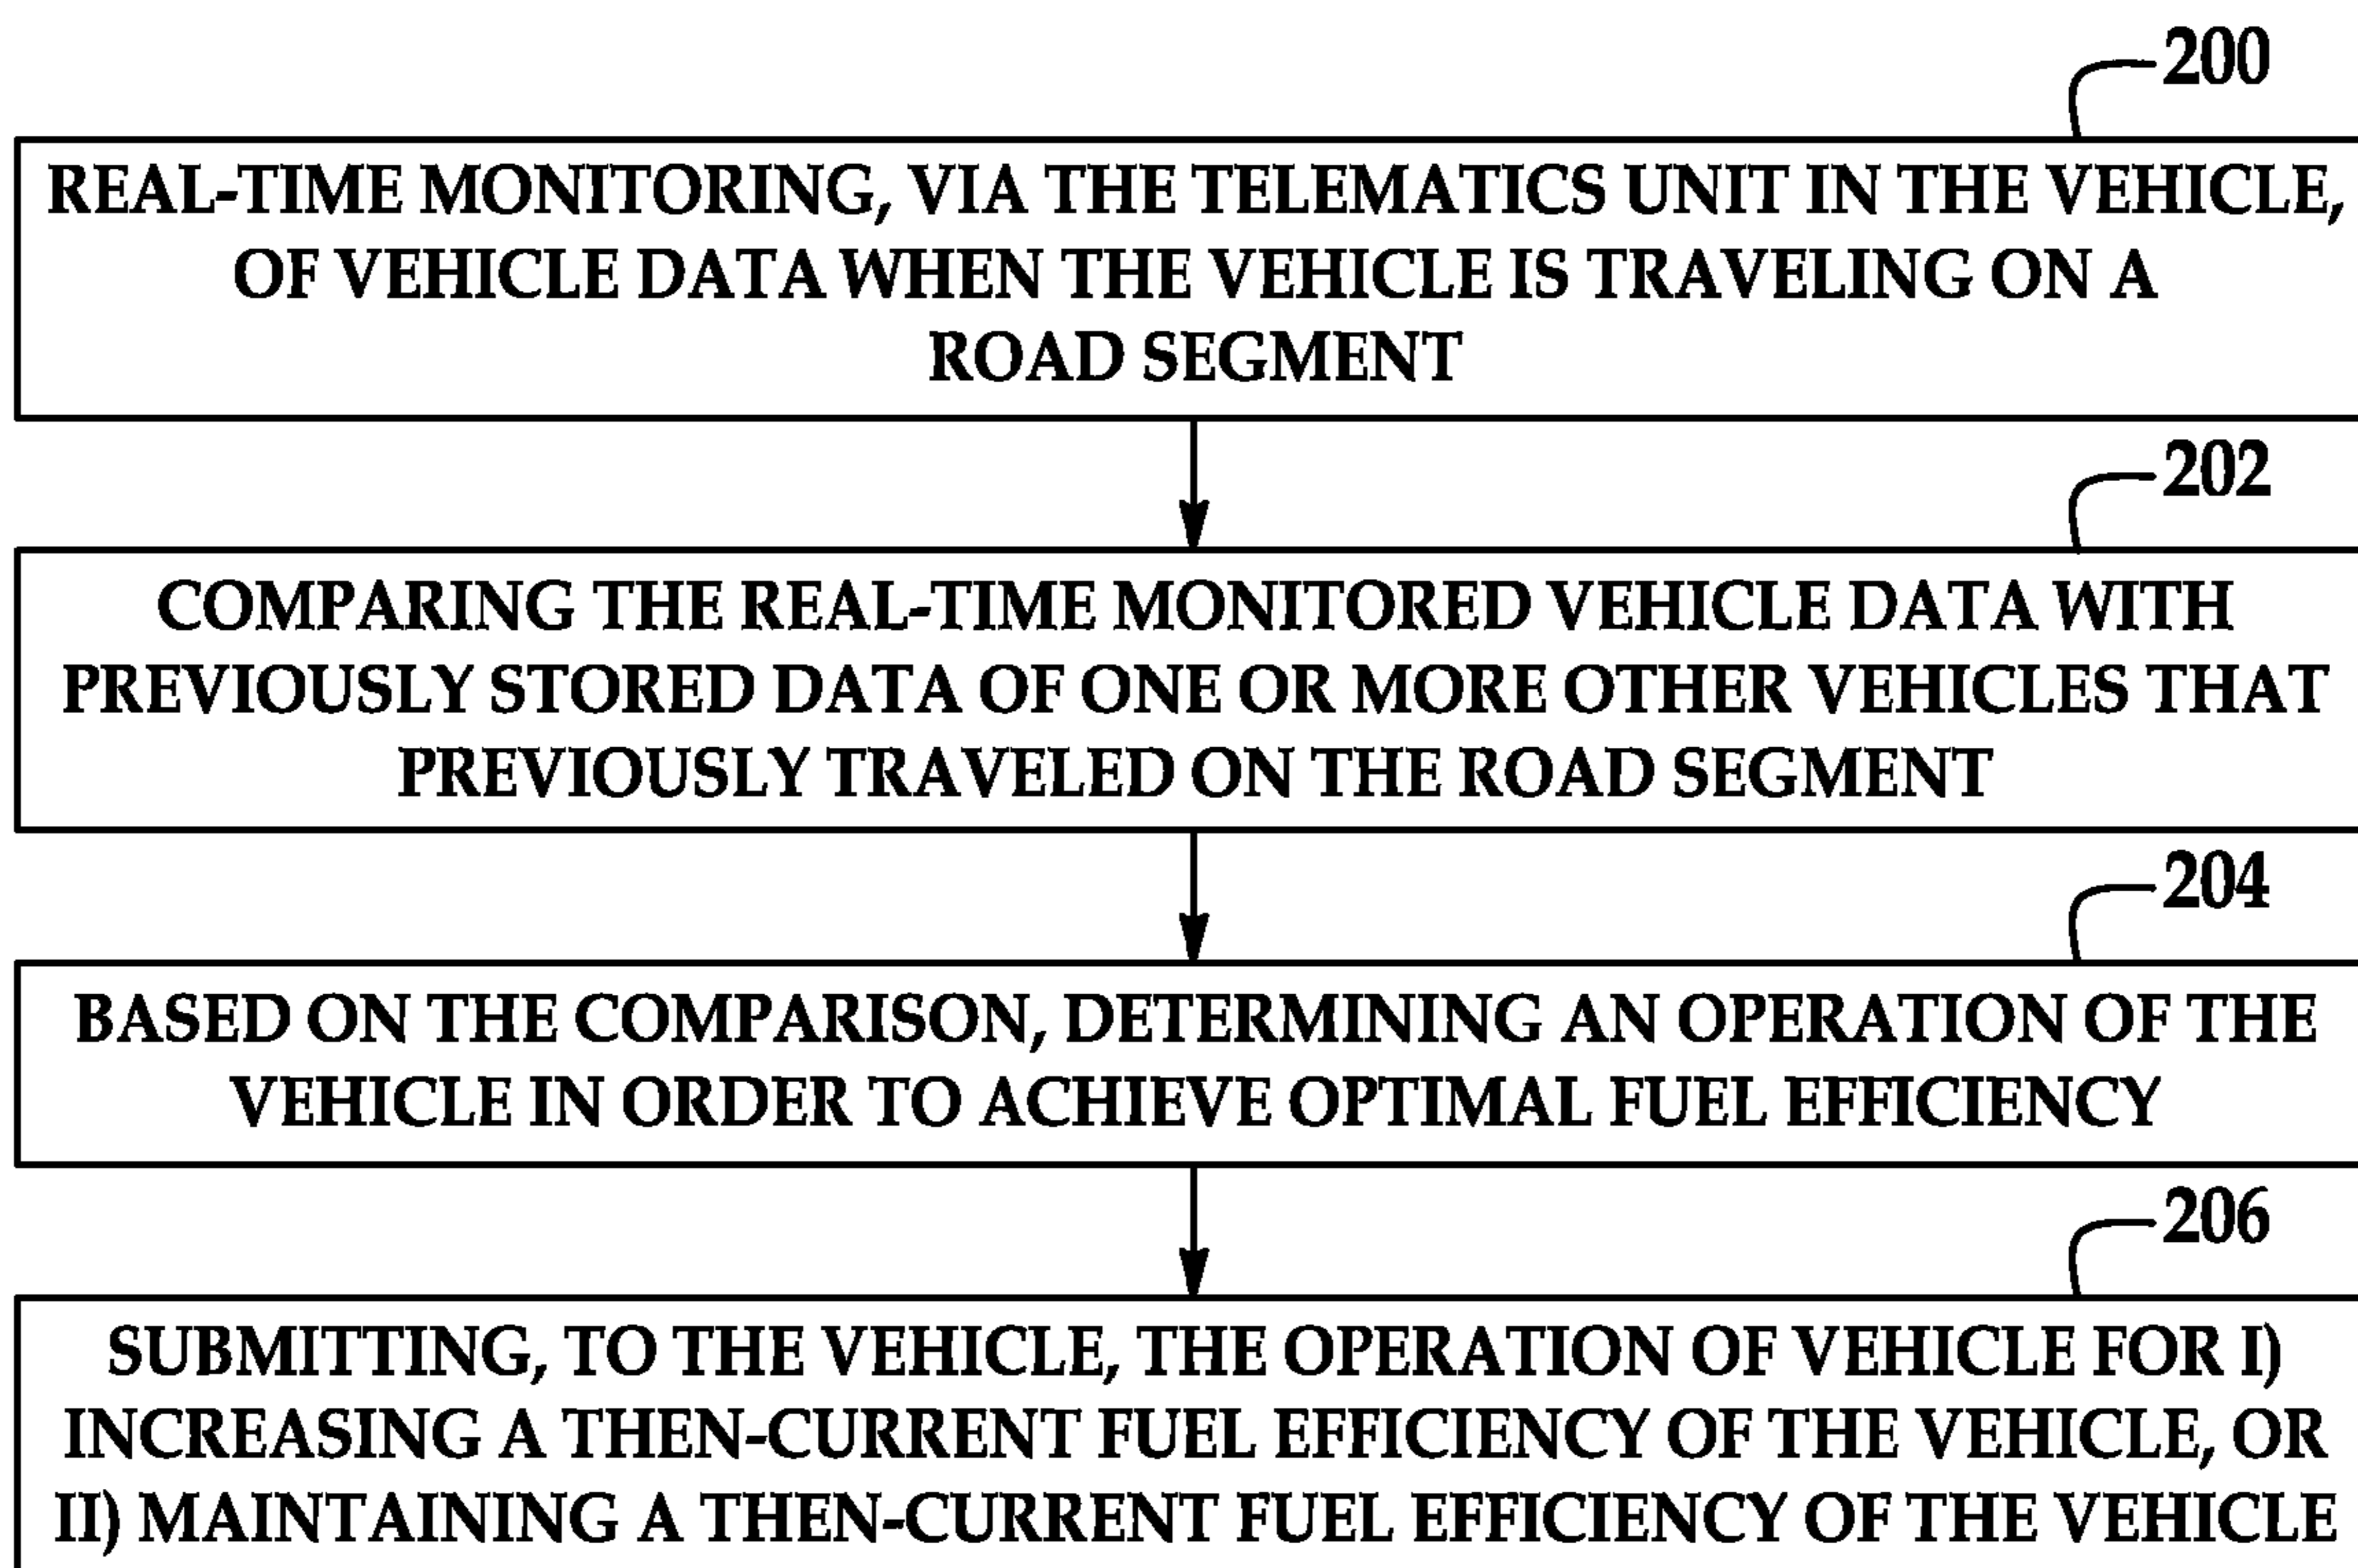 200
REAL-TIME MONITORING, VIA THE TELEMATICS UNIT IN THE VEHICLE,
OF VEHICLE DATA WHEN THE VEHICLE IS TRAVELING ON A
ROAD SEGMENT
202
COMPARING THE REAL-TIME MONITORED VEHICLE DATA WITH
PREVIOUSLY STORED DATA OF ONE OR MORE OTHER VEHICLES THAT
PREVIOUSLY TRAVELED ON THE ROAD SEGMENT
204
BASED ON THE COMPARISON, DETERMINING AN OPERATION OF THE
VEHICLE IN ORDER TO ACHIEVE OPTIMAL FUEL EFFICIENCY
206
SUBMITTING, TO THE VEHICLE, THE OPERATION OF VEHICLE FOR I)
INCREASING A THEN-CURRENT FUEL EFFICIENCY OF THE VEHICLE, OR
II) MAINTAINING A THEN-CURRENT FUEL EFFICIENCY OF THE VEHICLE